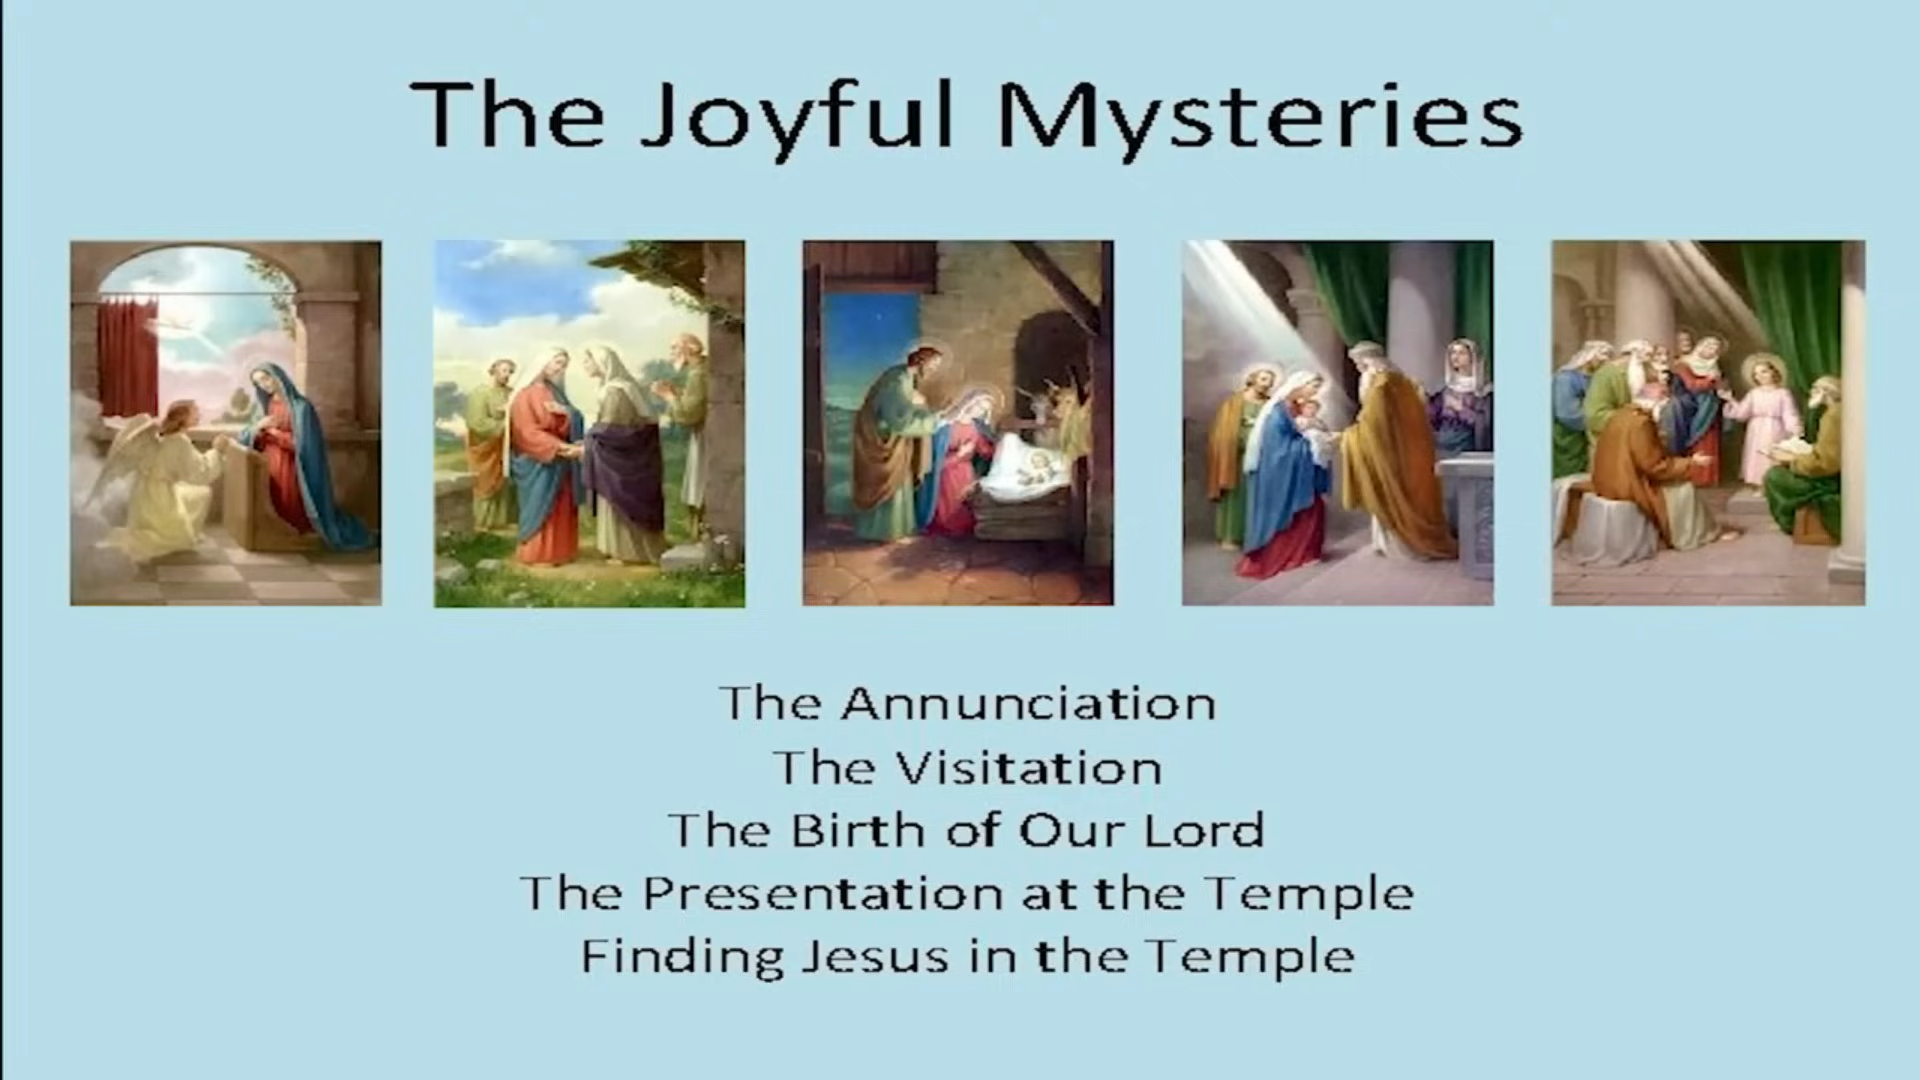 The Joyful Mysteries
The Annunciation
The Visitation
The Birth of Our Lord
The Presentation at the Temple
Finding Jesus in the Temple